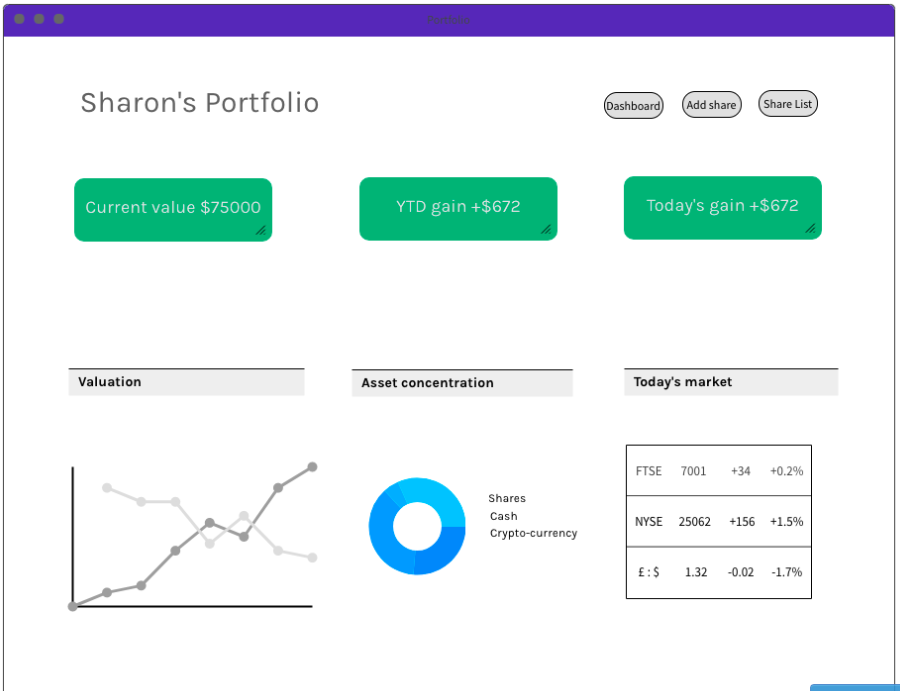 Portfolio
Sharon's Portfolio
Dashboard
Add share
Share List
Current value $75000
YTD gain +$672
Today's gain +$672
Valuation
Asset concentration
Today's market
Shares
Cash
Crypto-currency
FTSE 7001 +34 +0.2%
NYSE 25062 +156 +1.5%
£ : $ 1.32 -0.02 -1.7%